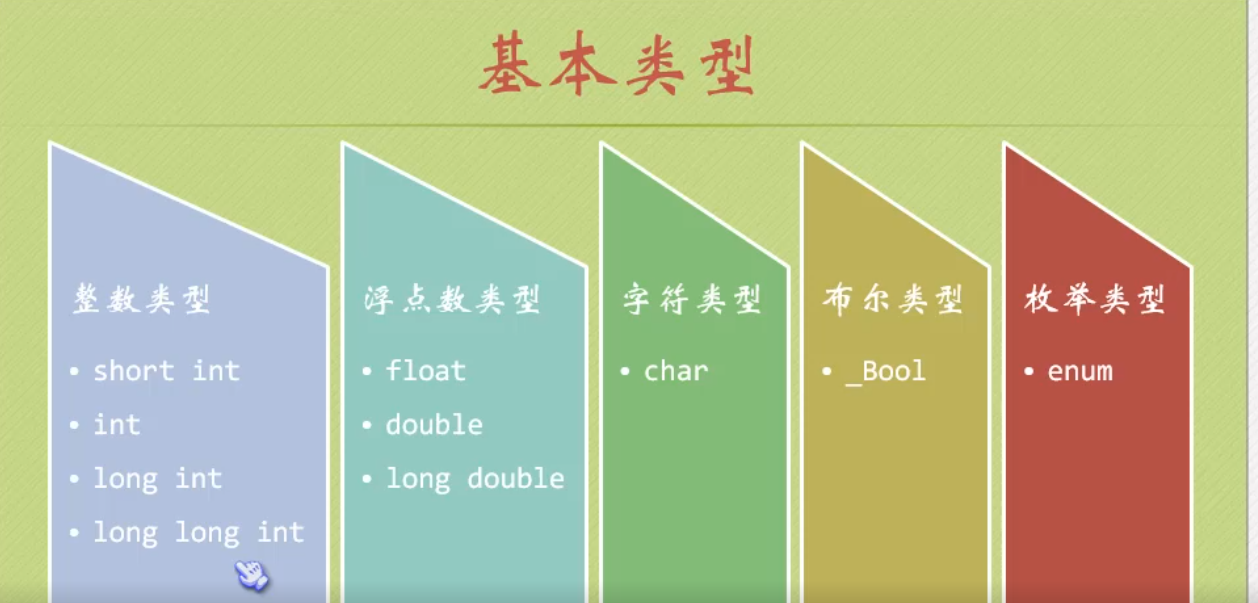 基本类型
整数类型
• short int
• int
• long int
• long long int
浮点数类型
• float
• double
• long double
字符类型
• char
布尔类型
• _Bool
枚举类型
• enum